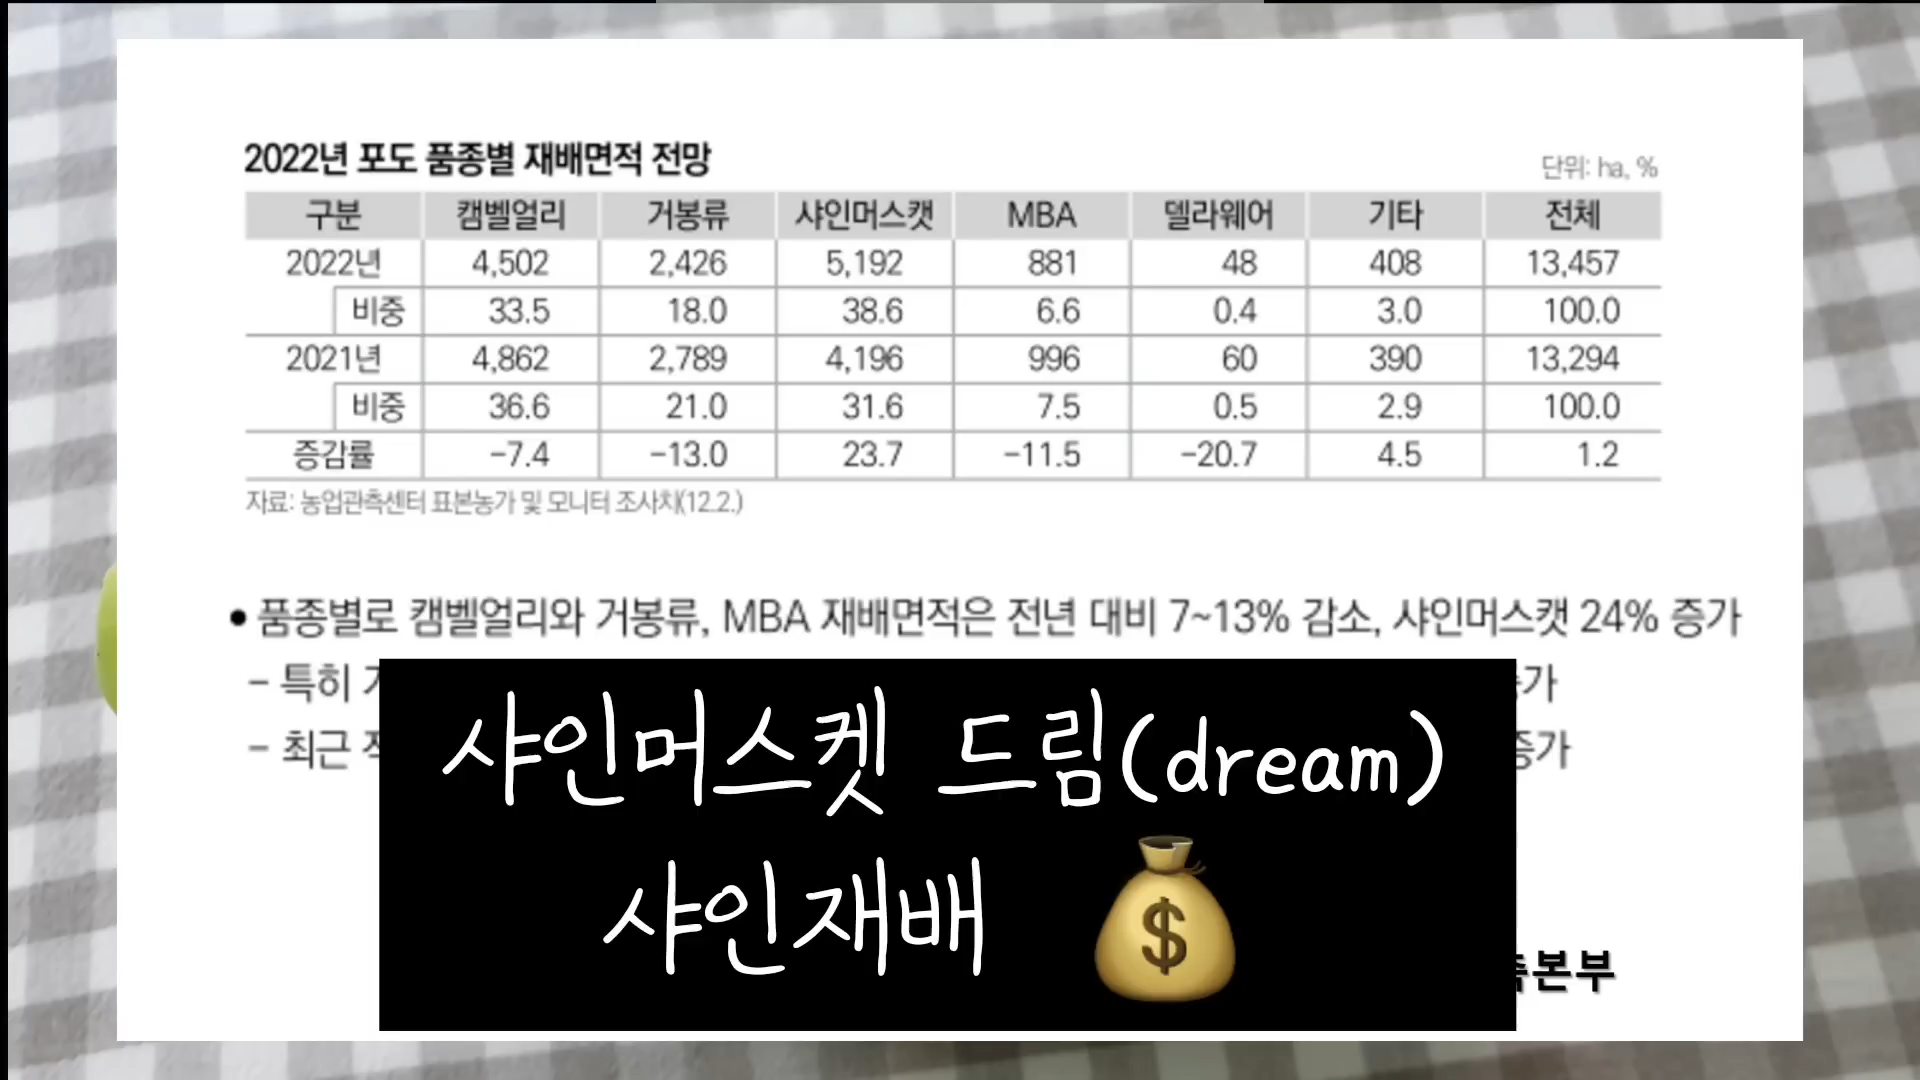 2022년 포도 품종별 재배면적 전망
단위: ha, %
구분 캠벨얼리 거봉류 샤인머스캣 MBA 델라웨어 기타 전체
2022년 4,502 2,426 5,192 881 48 408 13,457
비중 33.5 18.0 38.6 6.6 0.4 3.0 100.0
2021년 4,862 2,789 4,196 996 60 390 13,294
비중 36.6 21.0 31.6 7.5 0.5 2.9 100.0
증감률 -7.4 -13.0 23.7 -11.5 -20.7 4.5 1.2
자료: 농업관측센터 표본농가 및 모니터 조사치(12.2.)
• 품종별로 캠벨얼리와 거봉류, MBA 재배면적은 전년 대비 7~13% 감소, 샤인머스캣 24% 증가
- 특히
- 최근 증가
샤인머스켓 드림(dream)
샤인재배
본부